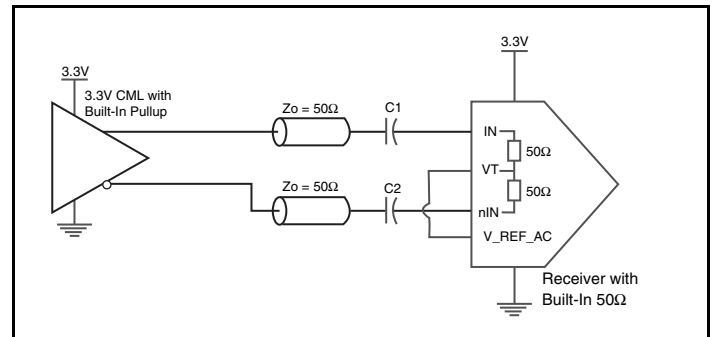 3.3V
3.3V
3.3V CML with
Built-In Pullup
Zo = 50Ω
C1
IN
50Ω
VT
Zo = 50Ω
C2
50Ω
nIN
V_REF_AC
Receiver with
Built-In 50Ω